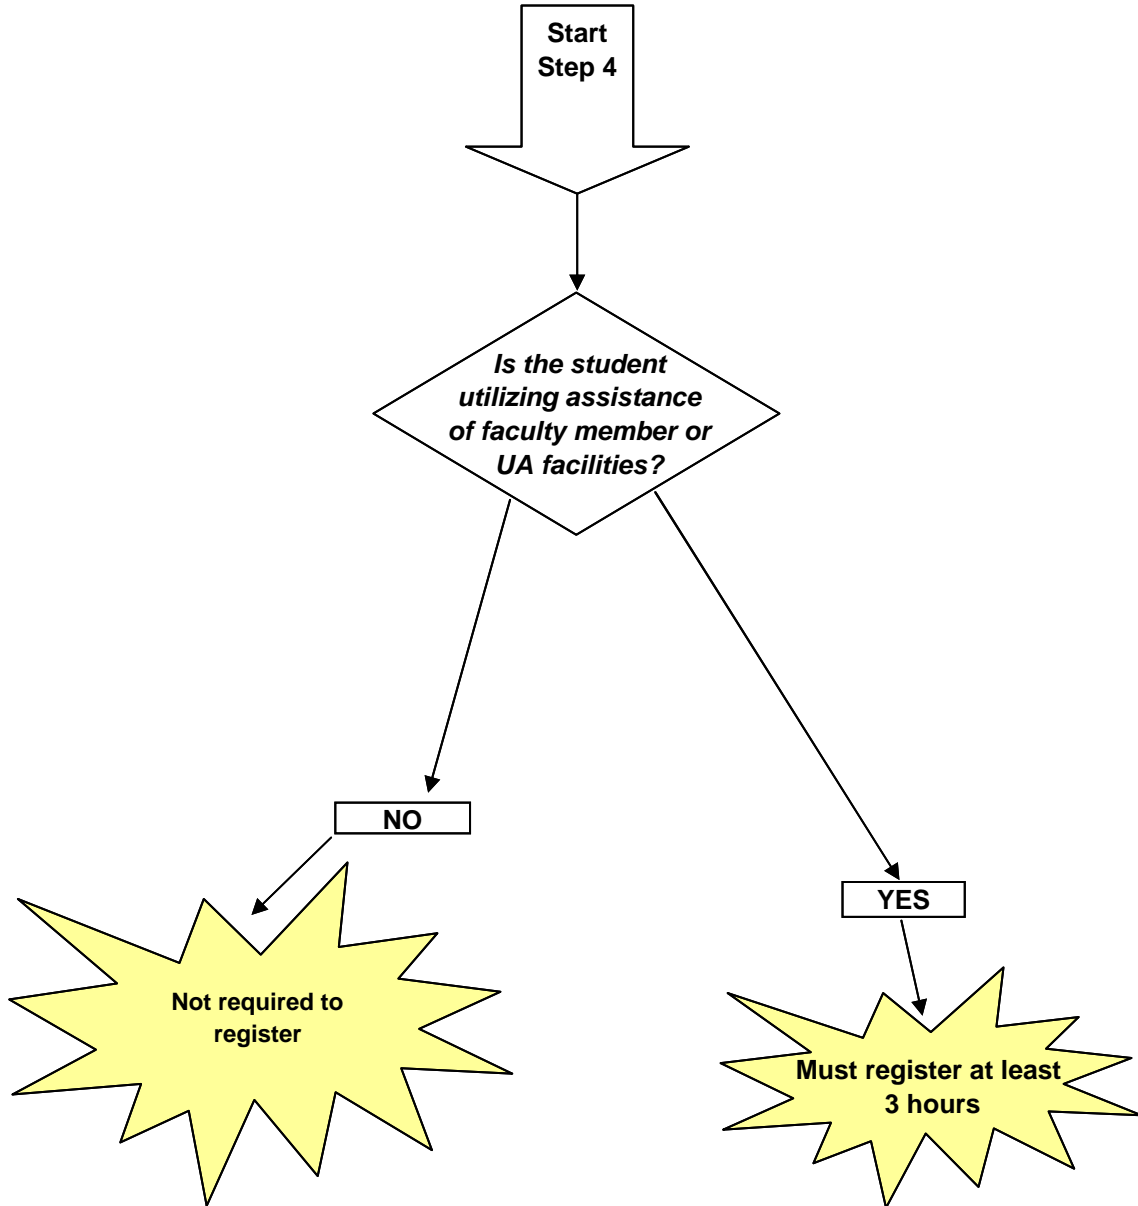 Start
Step 4
Is the student
utilizing assistance
of faculty member or
UA facilities?
NO
YES
Not required to
register
Must register at least
3 hours